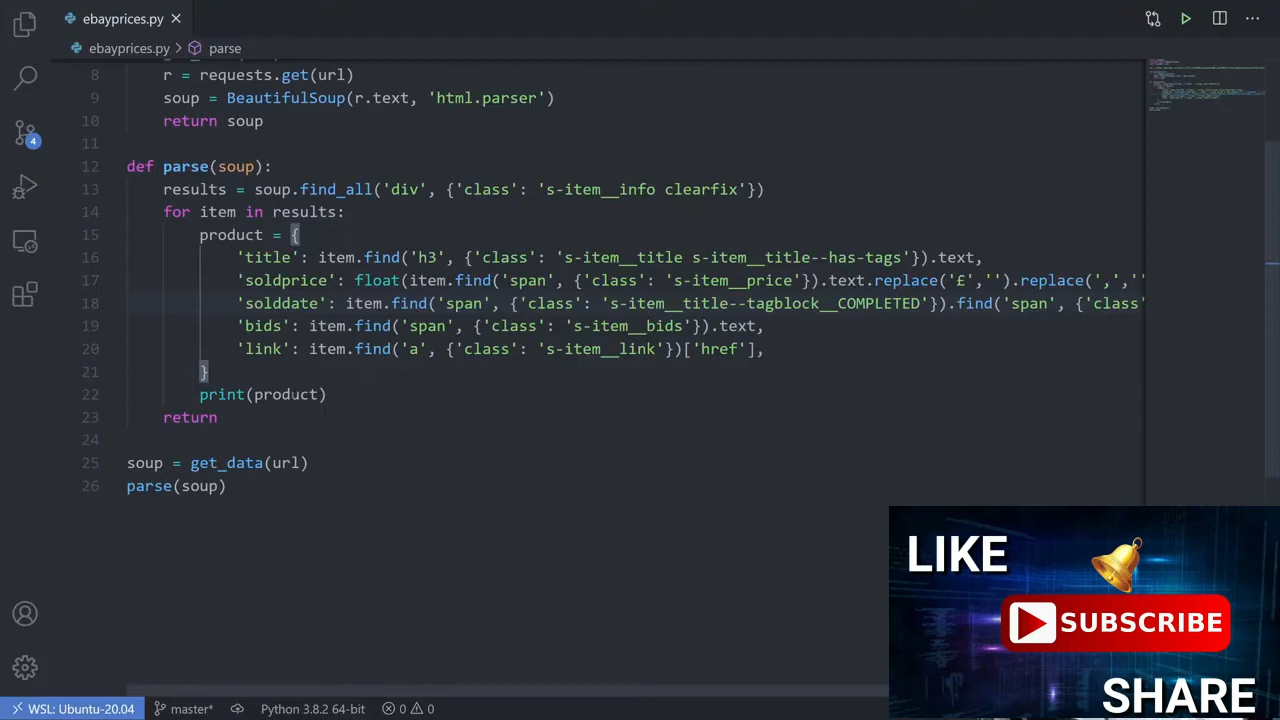 ebayprices.py
ebayprices.py > parse
8 r = requests.get(url)
9 soup = BeautifulSoup(r.text, 'html.parser')
10 return soup
11
12 def parse(soup):
13 results = soup.find_all('div', {'class': 's-item__info clearfix'})
14 for item in results:
15 product = {
16 'title': item.find('h3', {'class': 's-item__title s-item__title--has-tags'}).text,
17 'soldprice': float(item.find('span', {'class': 's-item__price'}).text.replace('£','').replace(',',''
18 'solddate': item.find('span', {'class': 's-item__title--tagblock__COMPLETED'}).find('span', {'class'
19 'bids': item.find('span', {'class': 's-item__bids'}).text,
20 'link': item.find('a', {'class': 's-item__link'})['href'],
21 }
22 print(product)
23 return
24
25 soup = get_data(url)
26 parse(soup)
4
LIKE
SUBSCRIBE
SHARE
WSL: Ubuntu-20.04 master* Python 3.8.2 64-bit 0 0